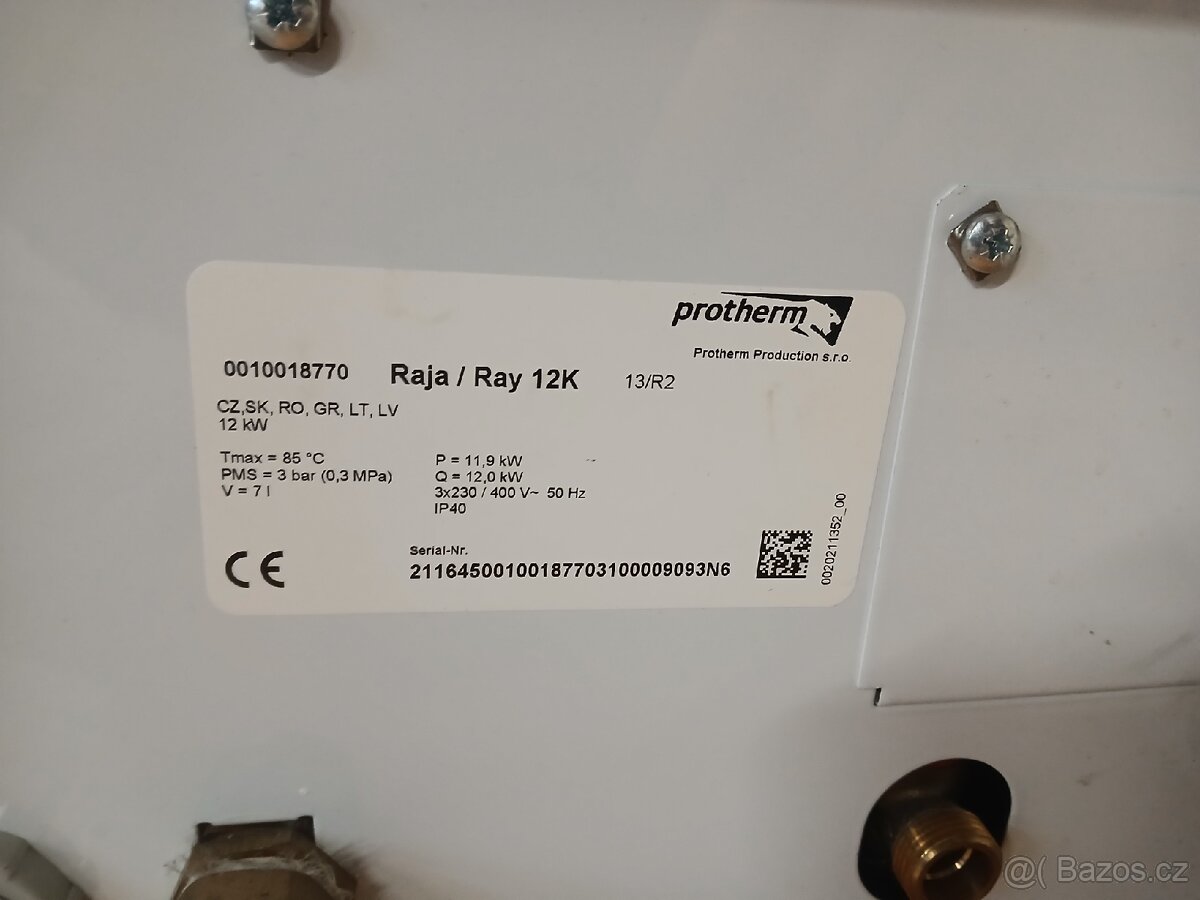 protherm
Protherm Production s.r.o.
0010018770 Raja / Ray 12K 13/R2
CZ,SK, RO, GR, LT, LV
12 kW
Tmax = 85 °C
PMS = 3 bar (0,3 MPa)
V = 7 l
P = 11,9 kW
Q = 12,0 kW
3x230 / 400 V~ 50 Hz
IP40
CE
Serial-Nr.
21164500100187703100009093N6
0020211352_00
@( Bazos.cz